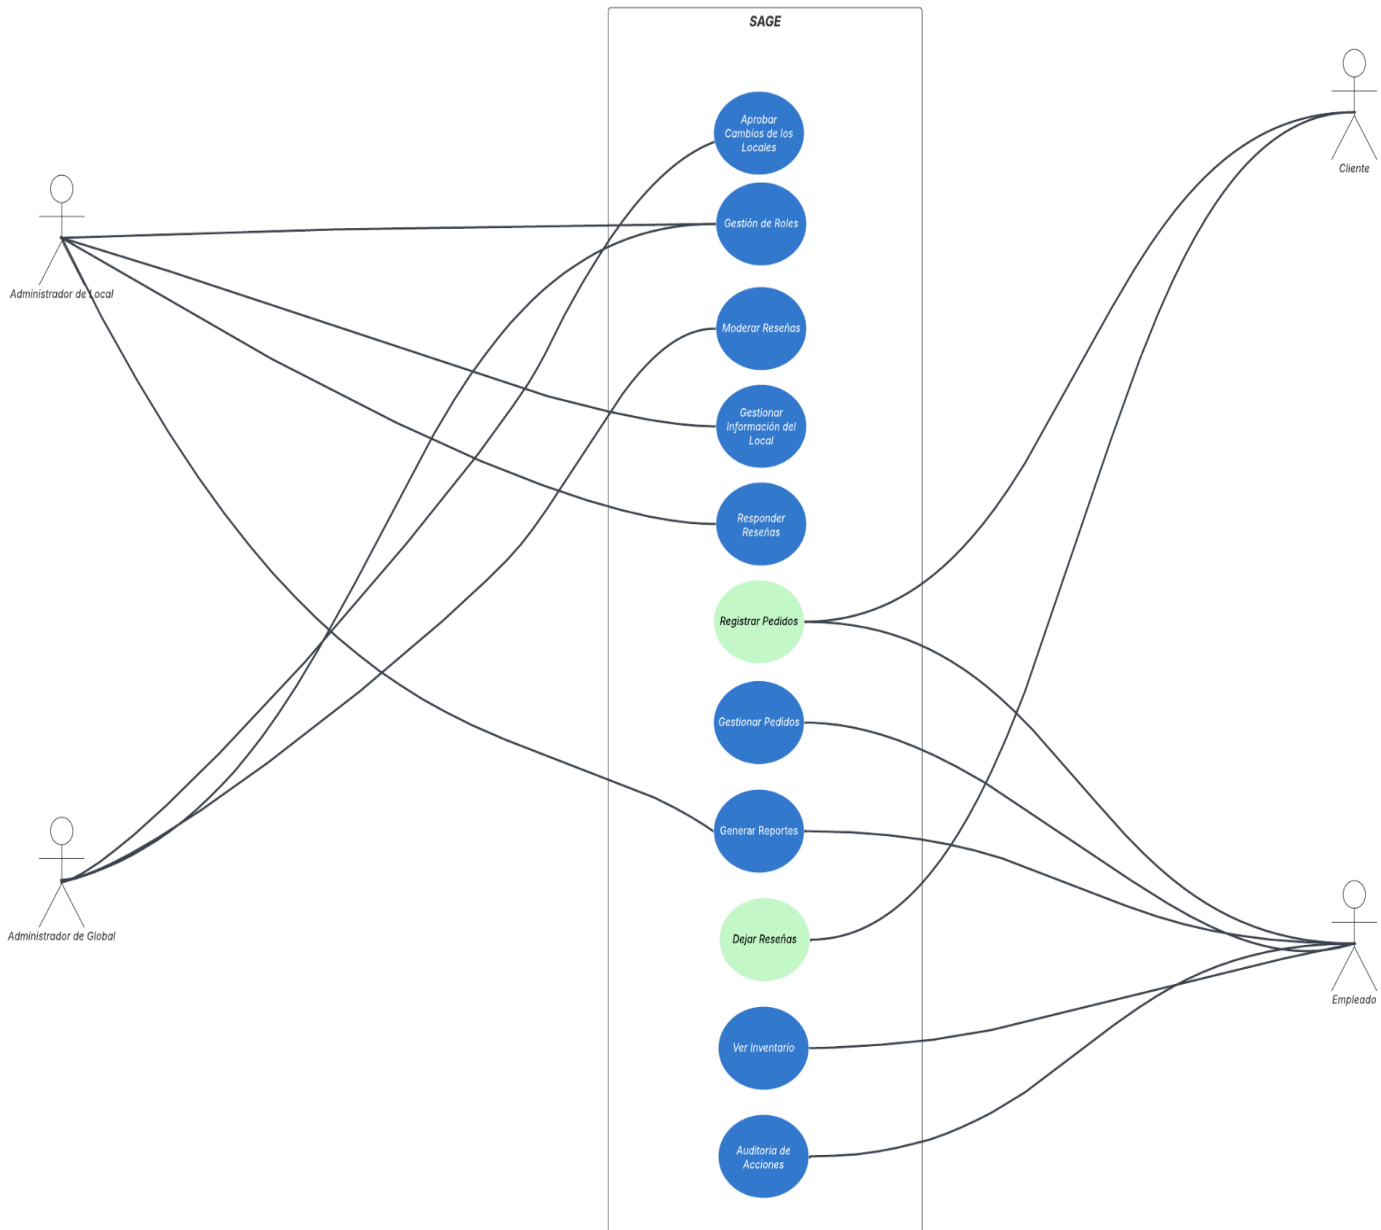 SAGE
Aprobar
Cambios de los
Locales
Gestión de Roles
Moderar Reseñas
Gestionar
Información del
Local
Responder
Reseñas
Registrar Pedidos
Gestionar Pedidos
Generar Reportes
Dejar Reseñas
Ver Inventario
Auditoria de
Acciones
Administrador de Local
Administrador de Global
Cliente
Empleado